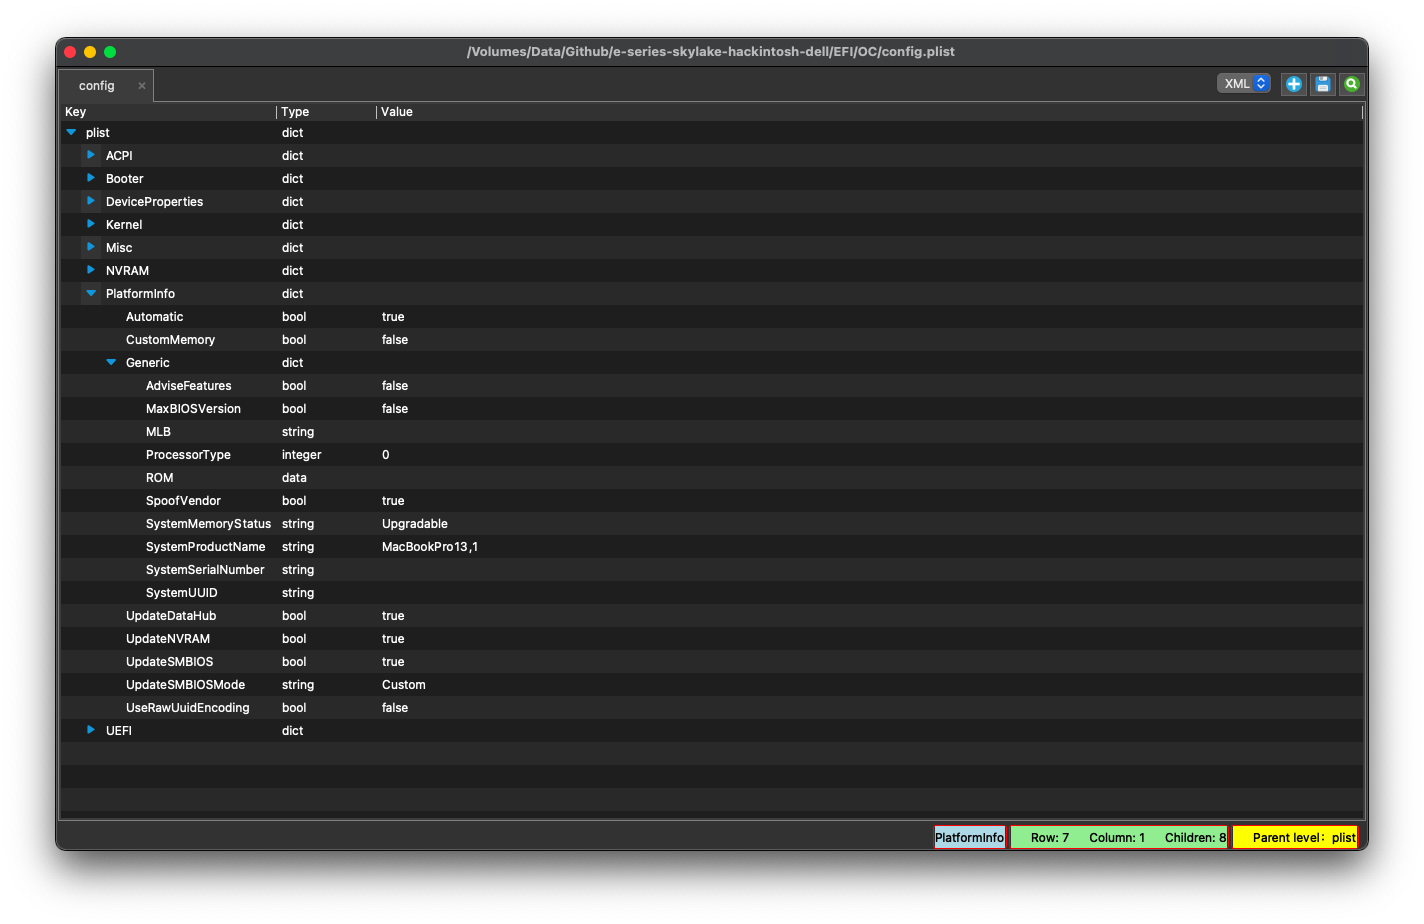 /Volumes/Data/Github/e-series-skylake-hackintosh-dell/EFI/OC/config.plist
config ×
XML
Key Type Value
plist dict
ACPI dict
Booter dict
DeviceProperties dict
Kernel dict
Misc dict
NVRAM dict
PlatformInfo dict
Automatic bool true
CustomMemory bool false
Generic dict
AdviseFeatures bool false
MaxBIOSVersion bool false
MLB string
ProcessorType integer 0
ROM data
SpoofVendor bool true
SystemMemoryStatus string Upgradable
SystemProductName string MacBookPro13,1
SystemSerialNumber string
SystemUUID string
UpdateDataHub bool true
UpdateNVRAM bool true
UpdateSMBIOS bool true
UpdateSMBIOSMode string Custom
UseRawUuidEncoding bool false
UEFI dict
PlatformInfo Row: 7 Column: 1 Children: 8 Parent level：plist